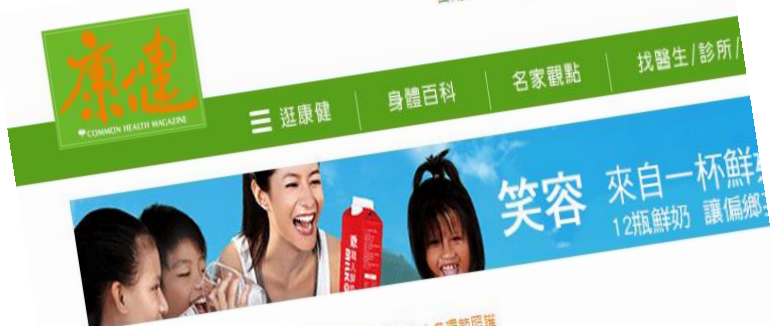 康健
COMMON HEALTH MAGAZINE
逛康健
身體百科
名家觀點
找醫生/診所/
笑容 來自一杯鮮
12瓶鮮奶 讓偏鄉